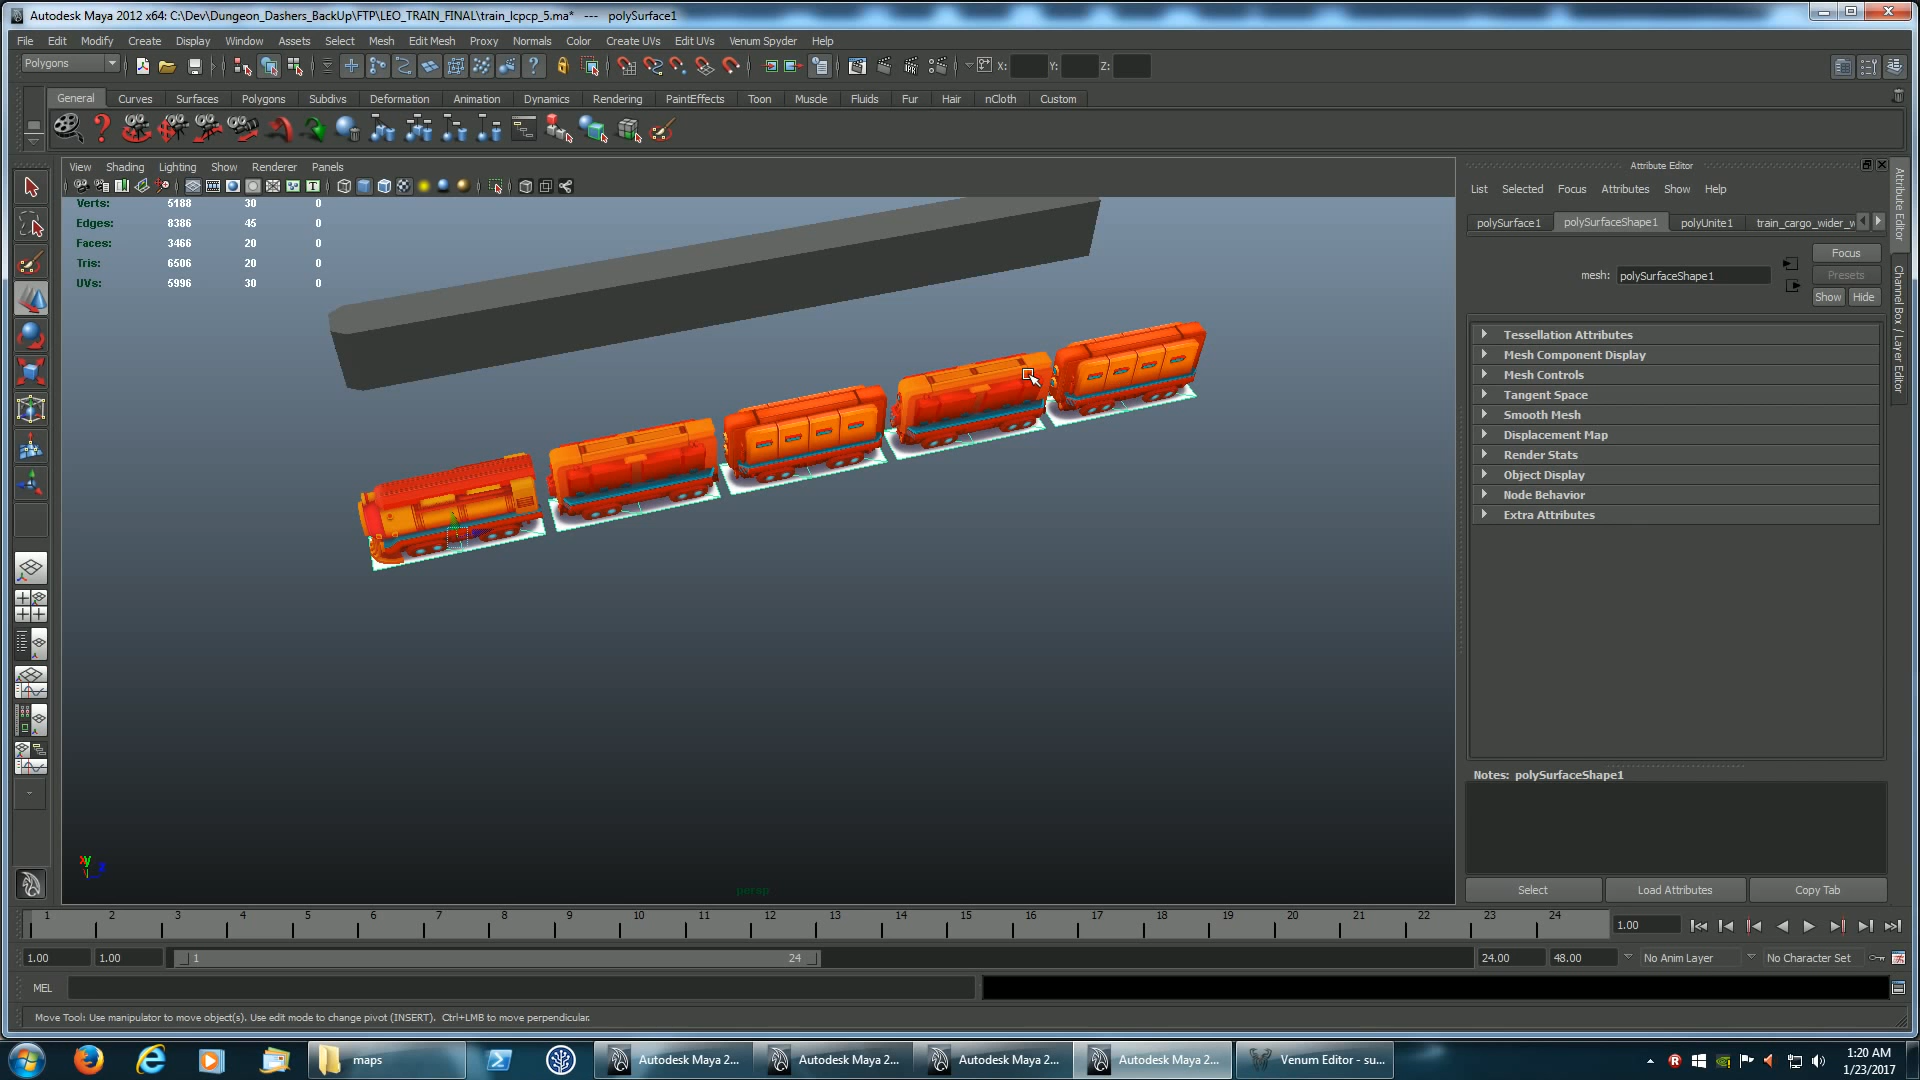 Autodesk Maya 2012 x64: C:\Dev\Dungeon_Dashers_BackUp\FTP\LEO_TRAIN_FINAL\train_lcpcp_5.ma* --- polySurface1
File Edit Modify Create Display Window Assets Select Mesh Edit Mesh Proxy Normals Color Create UVs Edit UVs Venum Spyder Help
Polygons X: Y: Z:
General Curves Surfaces Polygons Subdivs Deformation Animation Dynamics Rendering PaintEffects Toon Muscle Fluids Fur Hair nCloth Custom
View Shading Lighting Show Renderer Panels
Verts: 5188 30 0
Edges: 8386 45 0
Faces: 3466 20 0
Tris: 6506 20 0
UVs: 5996 30 0
persp
Attribute Editor
List Selected Focus Attributes Show Help
polySurface1 polySurfaceShape1 polyUnite1 train_cargo_wider_w
Focus
mesh: polySurfaceShape1
Presets
Show Hide
Tessellation Attributes
Mesh Component Display
Mesh Controls
Tangent Space
Smooth Mesh
Displacement Map
Render Stats
Object Display
Node Behavior
Extra Attributes
Notes: polySurfaceShape1
Select Load Attributes Copy Tab
Attribute Editor
Channel Box / Layer Editor
1 2 3 4 5 6 7 8 9 10 11 12 13 14 15 16 17 18 19 20 21 22 23 24 1.00
1.00 1.00 1 24 24.00 48.00 No Anim Layer No Character Set
MEL
Move Tool: Use manipulator to move object(s). Use edit mode to change pivot (INSERT). Ctrl+LMB to move perpendicular.
maps Autodesk Maya 2... Autodesk Maya 2... Autodesk Maya 2... Autodesk Maya 2... Venum Editor - su...
1:20 AM
1/23/2017